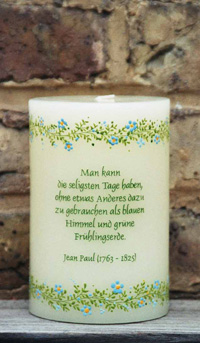 Man kann
die seligsten Tage haben,
ohne etwas Anderes dazu
zu gebrauchen als blauen
Himmel und grüne
Frühlingserde.
Jean Paul (1763 - 1825)